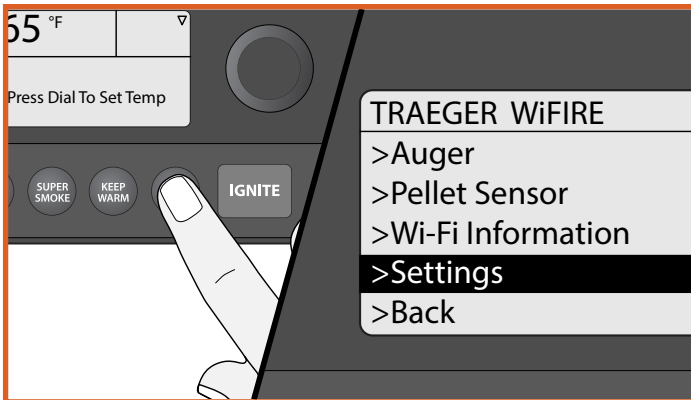 65 °F
Press Dial To Set Temp
SUPER
SMOKE
KEEP
WARM
IGNITE
TRAEGER WiFIRE
>Auger
>Pellet Sensor
>Wi-Fi Information
>Settings
>Back